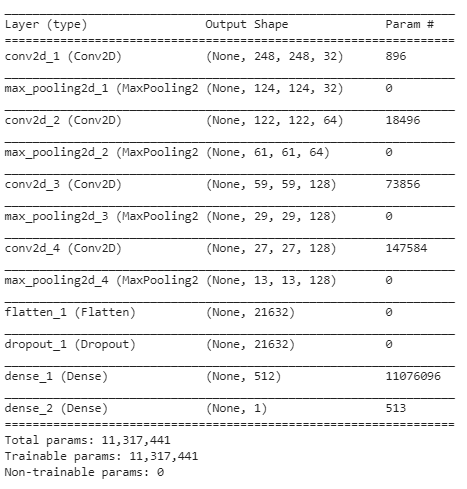 Layer (type) Output Shape Param #
conv2d_1 (Conv2D) (None, 248, 248, 32) 896
max_pooling2d_1 (MaxPooling2 (None, 124, 124, 32) 0
conv2d_2 (Conv2D) (None, 122, 122, 64) 18496
max_pooling2d_2 (MaxPooling2 (None, 61, 61, 64) 0
conv2d_3 (Conv2D) (None, 59, 59, 128) 73856
max_pooling2d_3 (MaxPooling2 (None, 29, 29, 128) 0
conv2d_4 (Conv2D) (None, 27, 27, 128) 147584
max_pooling2d_4 (MaxPooling2 (None, 13, 13, 128) 0
flatten_1 (Flatten) (None, 21632) 0
dropout_1 (Dropout) (None, 21632) 0
dense_1 (Dense) (None, 512) 11076096
dense_2 (Dense) (None, 1) 513
Total params: 11,317,441
Trainable params: 11,317,441
Non-trainable params: 0